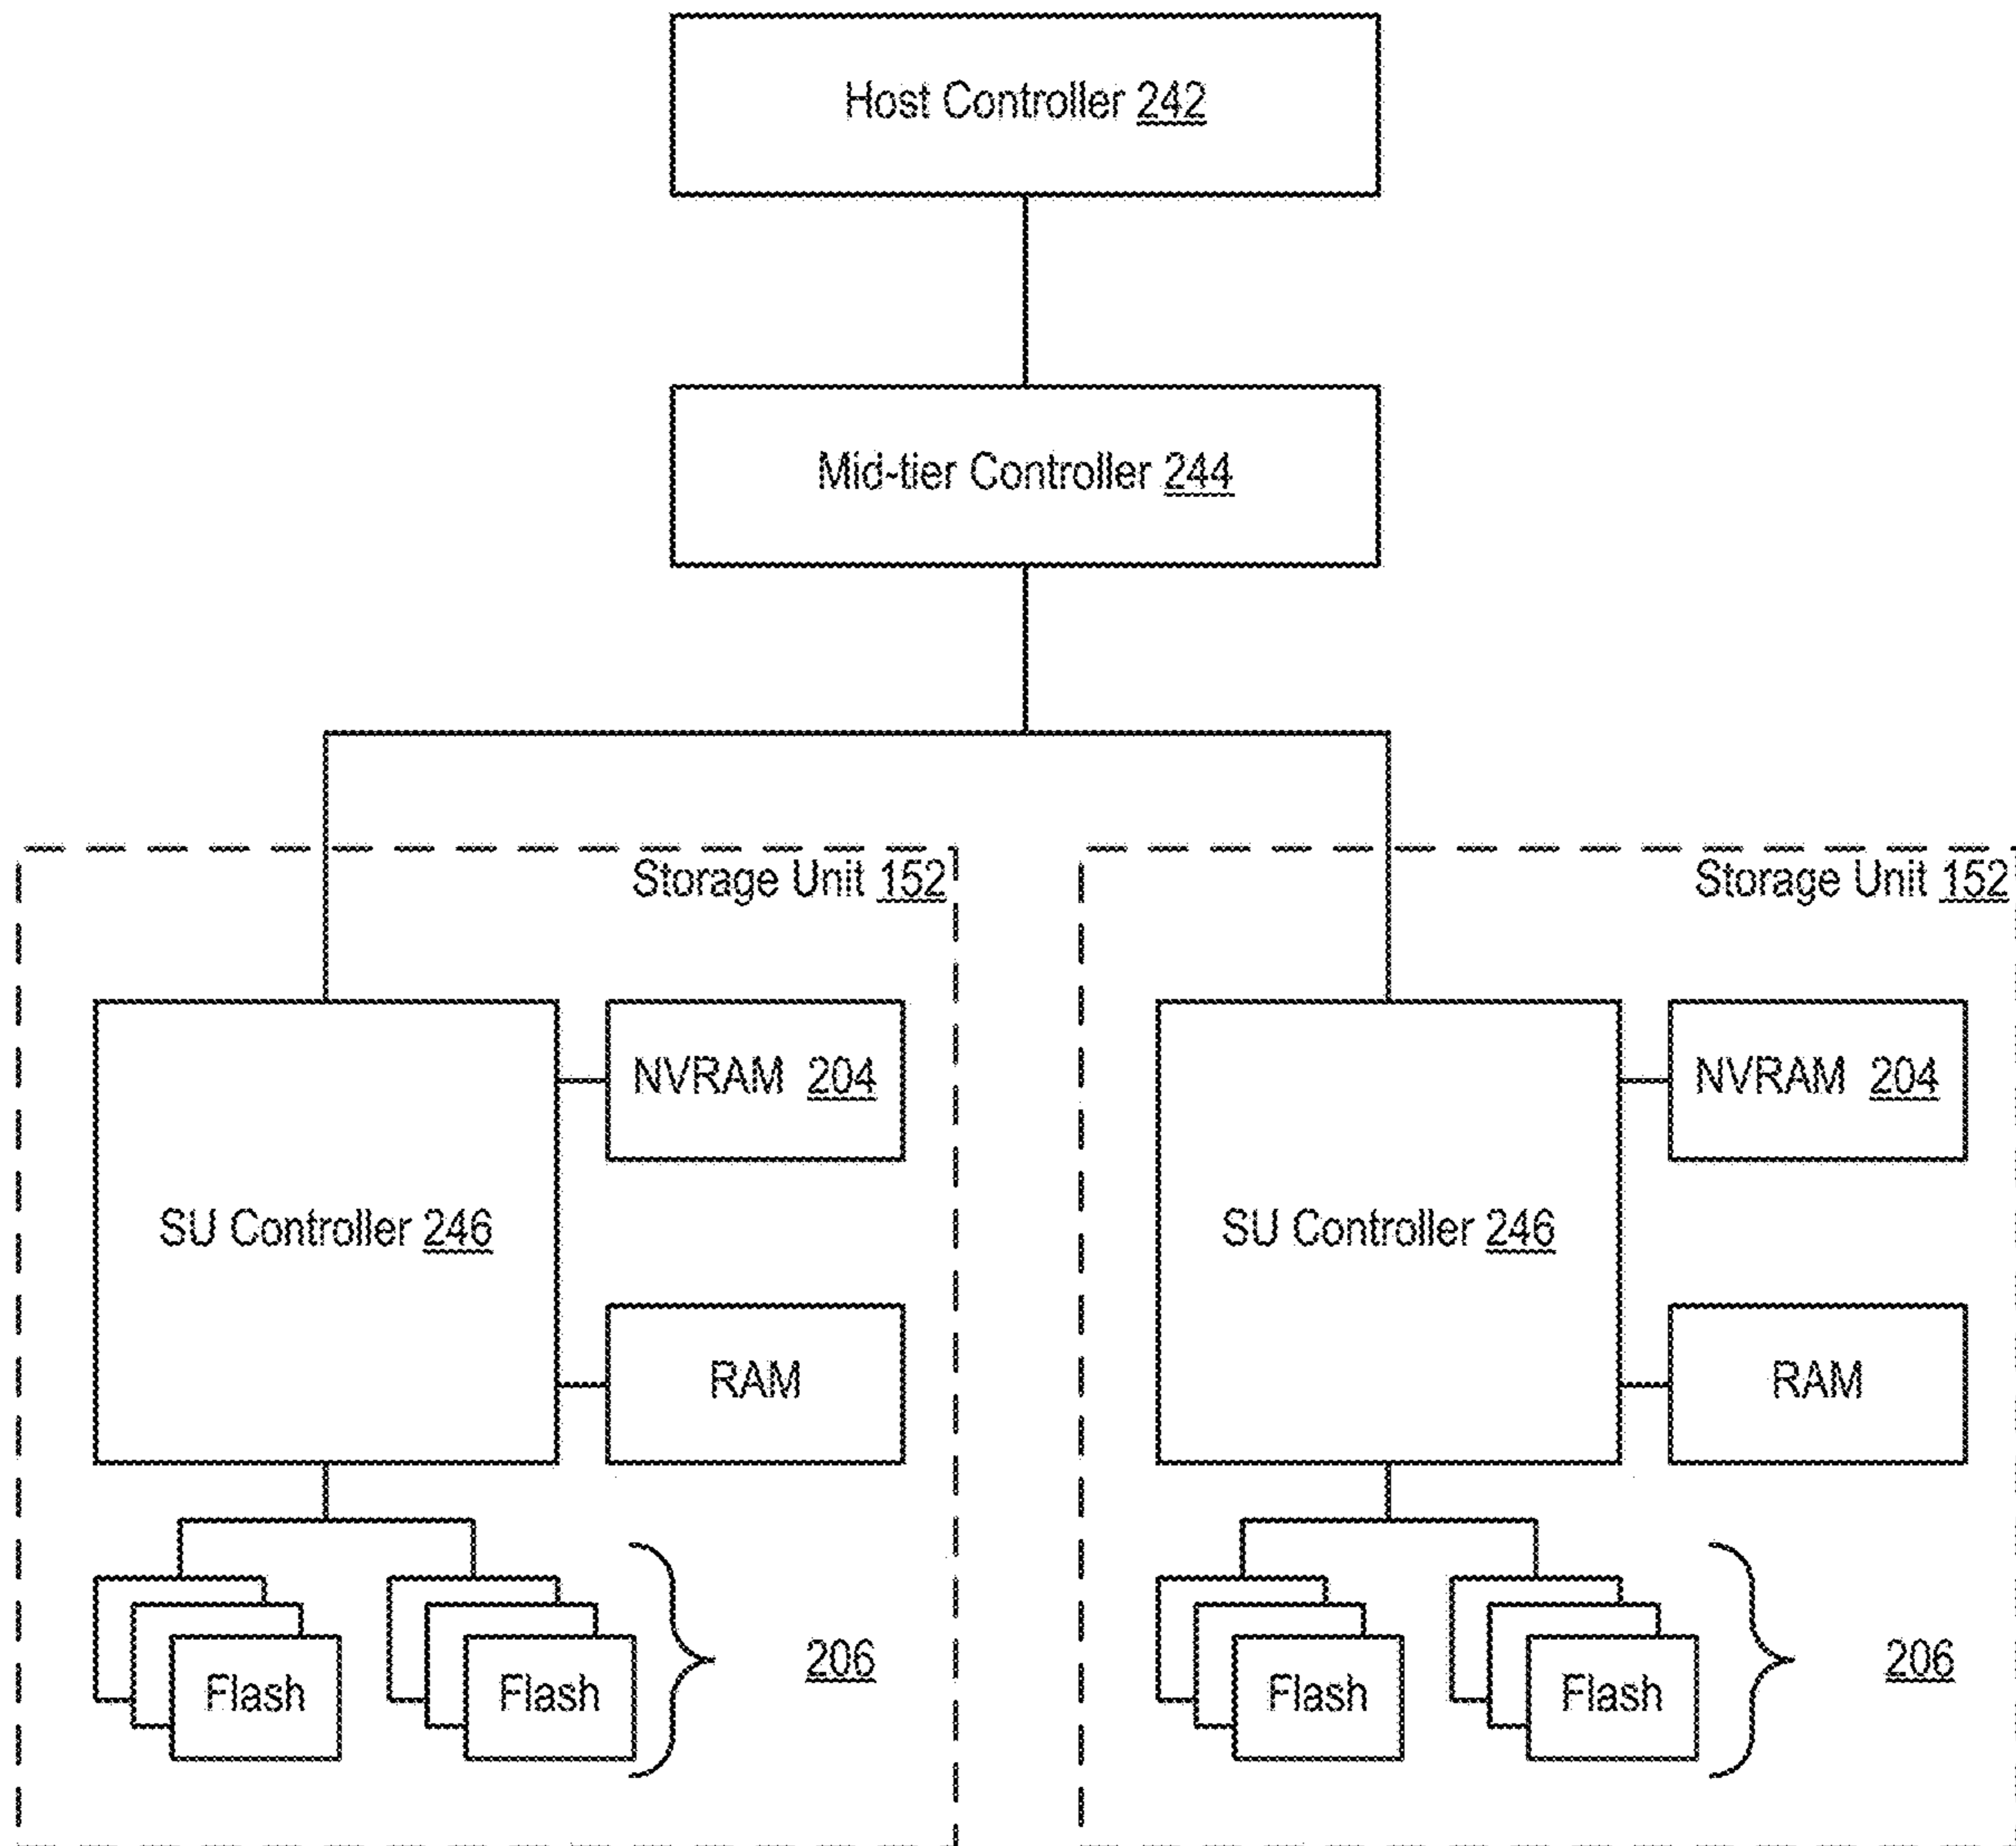 Host Controller 242
Mid-tier Controller 244
Storage Unit 152
NVRAM 204
SU Controller 246
RAM
Flash
Flash
206
Storage Unit 152
NVRAM 204
SU Controller 246
RAM
Flash
Flash
206